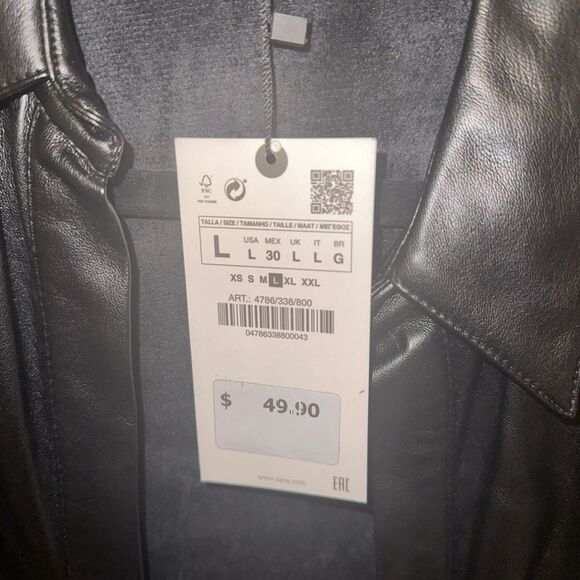 FSC
TALLA / SIZE / TAMANHO / TAILLE / MAAT / ΜΕΓΕΘΟΣ
L USA L MEX 30 UK L IT L BR G
XS S M L XL XXL
ART.: 4786/338/800
04786338800043
$ 49.90
www.zara.com
EAC